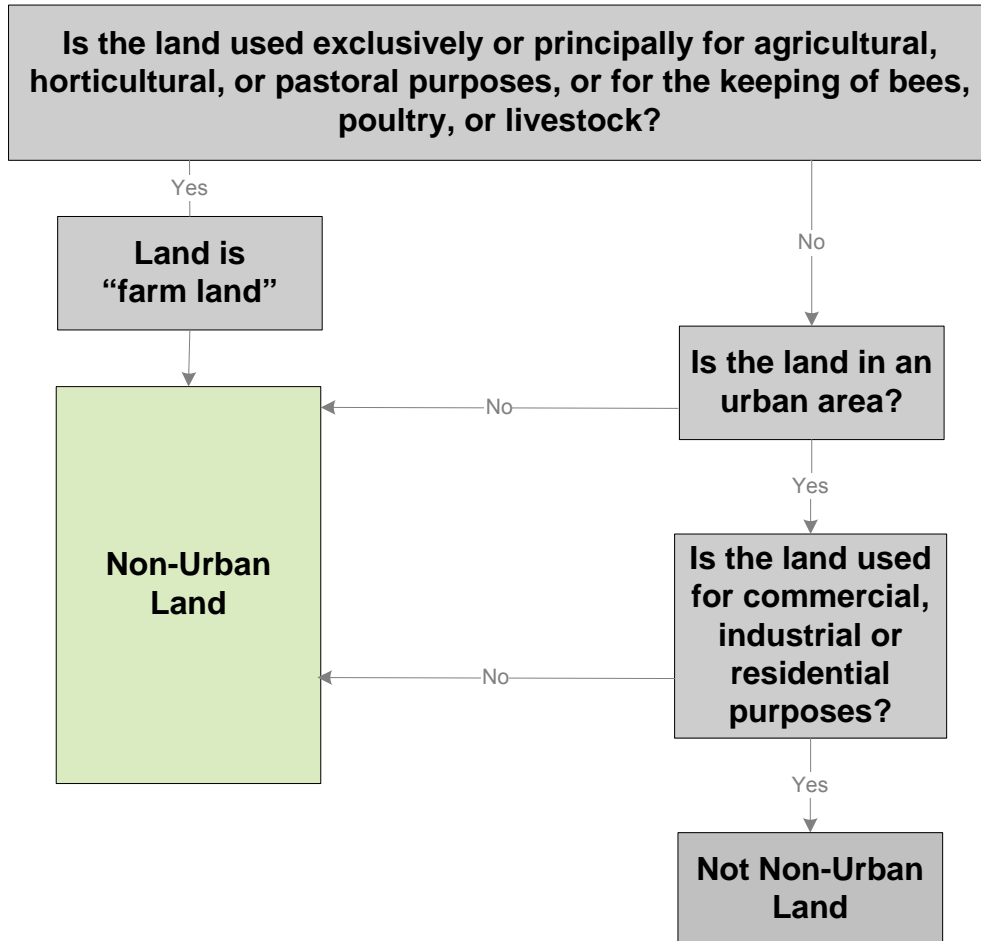 Is the land used exclusively or principally for agricultural,
horticultural, or pastoral purposes, or for the keeping of bees,
poultry, or livestock?
Yes
No
Land is
“farm land”
Is the land in an
urban area?
No
Yes
Non-Urban
Land
Is the land used
for commercial,
industrial or
residential
purposes?
No
Yes
Not Non-Urban
Land